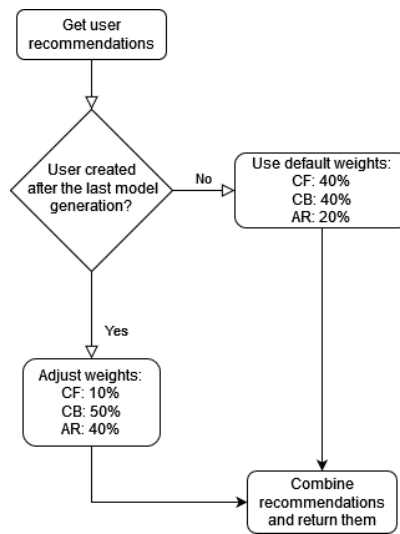 Get user
recommendations
User created
after the last model
generation?
No
Use default weights:
CF: 40%
CB: 40%
AR: 20%
Yes
Adjust weights:
CF: 10%
CB: 50%
AR: 40%
Combine
recommendations
and return them